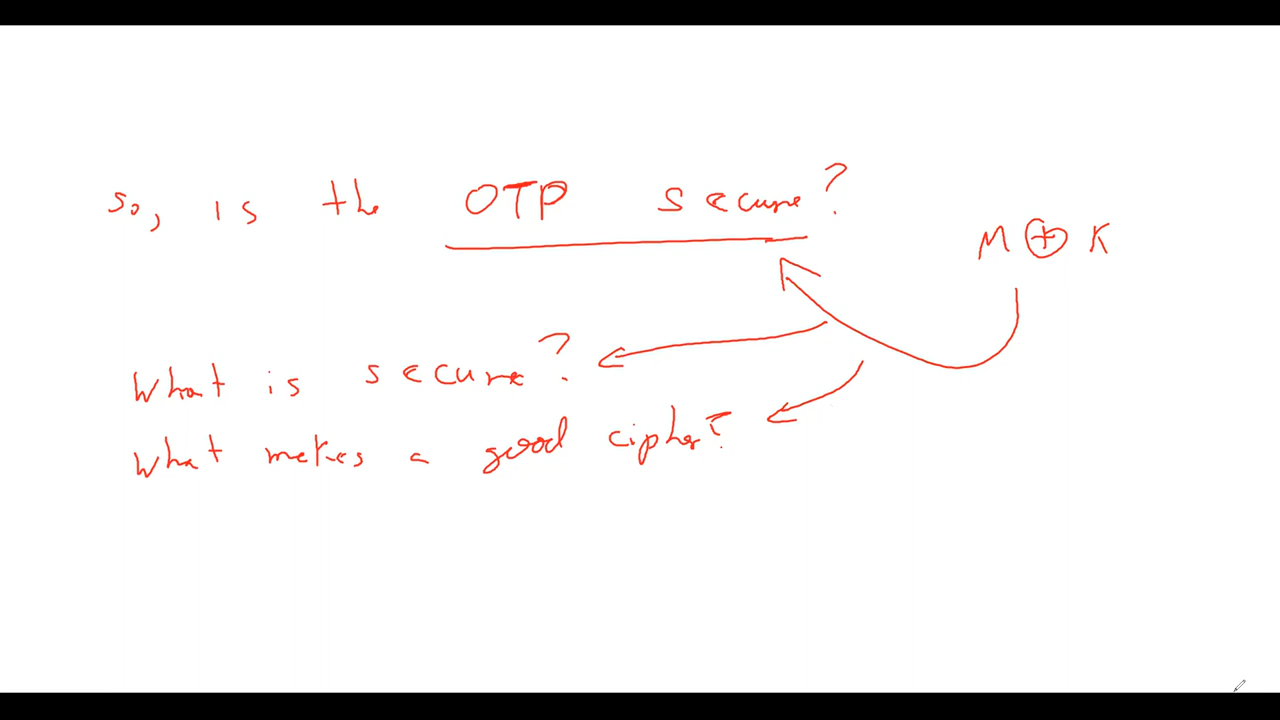 so, is the OTP secure?
M ⊕ K
What is secure?
What makes a good cipher?